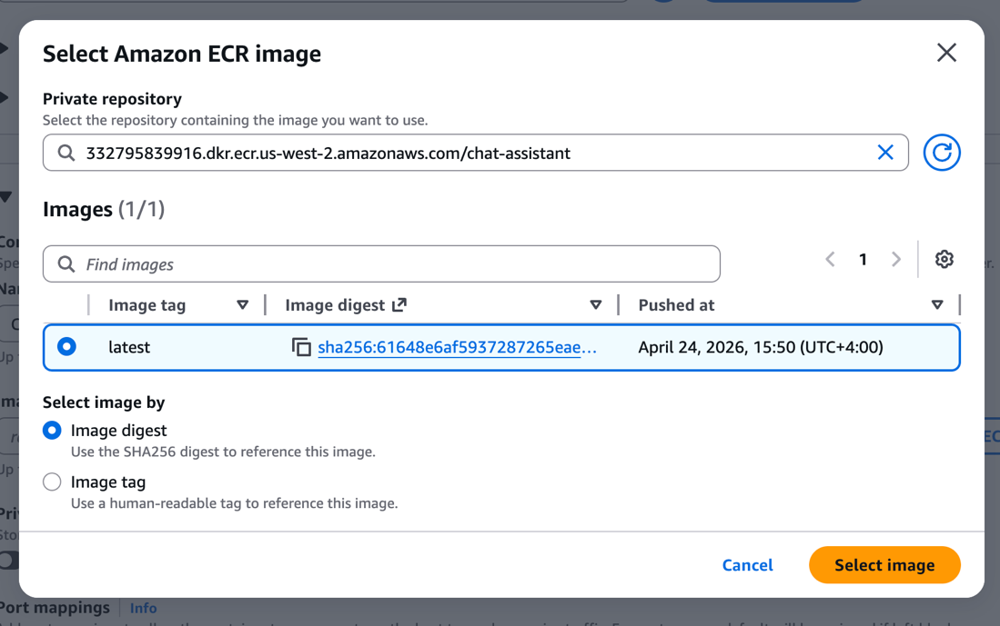 Select Amazon ECR image
Private repository
Select the repository containing the image you want to use.
332795839916.dkr.ecr.us-west-2.amazonaws.com/chat-assistant
Images (1/1)
Find images
1
Image tag Image digest Pushed at
latest sha256:61648e6af5937287265eae... April 24, 2026, 15:50 (UTC+4:00)
Select image by
Image digest
Use the SHA256 digest to reference this image.
Image tag
Use a human-readable tag to reference this image.
Cancel Select image
Port mappings Info